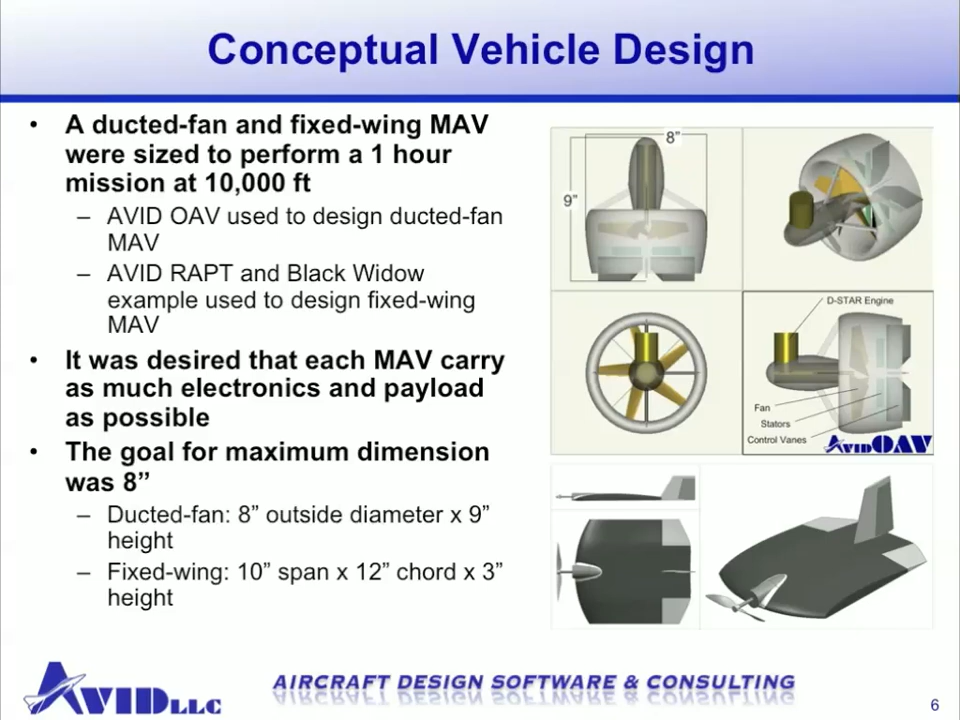 Conceptual Vehicle Design
• A ducted-fan and fixed-wing MAV
were sized to perform a 1 hour
mission at 10,000 ft
– AVID OAV used to design ducted-fan
MAV
– AVID RAPT and Black Widow
example used to design fixed-wing
MAV
• It was desired that each MAV carry
as much electronics and payload
as possible
• The goal for maximum dimension
was 8”
– Ducted-fan: 8” outside diameter x 9”
height
– Fixed-wing: 10” span x 12” chord x 3”
height
8”
9”
D-STAR Engine
Fan
Stators
Control Vanes
AVIDOAV
AVID LLC
AIRCRAFT DESIGN SOFTWARE & CONSULTING
6